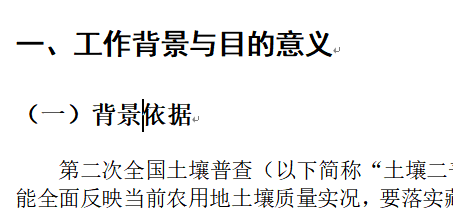 一、工作背景与目的意义
（一）背景依据
第二次全国土壤普查（以下简称“土壤二
能全面反映当前农用地土壤质量实况，要落实